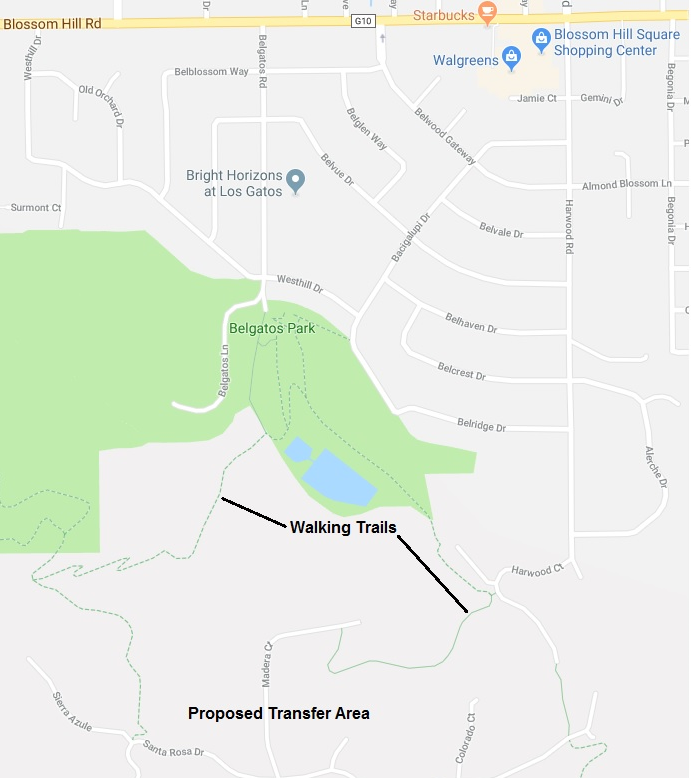 Dr
Ln
G10
Starbucks
Blossom Hill Rd
Blossom Hill Square
Shopping Center
Walgreens
Westhill Dr
Belgatos Rd
Belblossom Way
Old Orchard Dr
Jamie Ct
Gemini Dr
Begonia Dr
Belglen Way
Belwood Gateway
Bright Horizons
at Los Gatos
Belvue Dr
Almond Blossom Ln
Surmont Ct
Bacigalupi Dr
Belvale Dr
Harwood Rd
Begonia Dr
Westhill Dr
Belgatos Park
Belhaven Dr
Belgatos Ln
Belcrest Dr
Belridge Dr
Alerche Dr
Walking Trails
Harwood Ct
Madera Ct
Sierra Azule
Proposed Transfer Area
Santa Rosa Dr
Colorado Ct